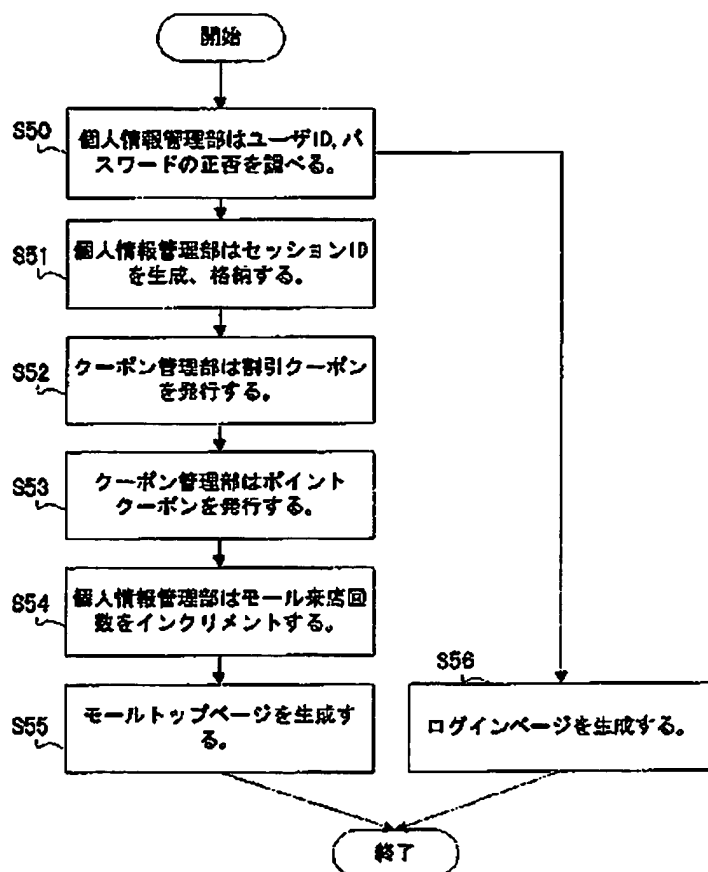 開始
S50
個人情報管理部はユーザID,パ
スワードの正否を調べる。
S51
個人情報管理部はセッションID
を生成、格納する。
S52
クーポン管理部は割引クーポン
を発行する。
S53
クーポン管理部はポイント
クーポンを発行する。
S54
個人情報管理部はモール来店回
数をインクリメントする。
S55
モールトップページを生成す
る。
S56
ログインページを生成する。
終了